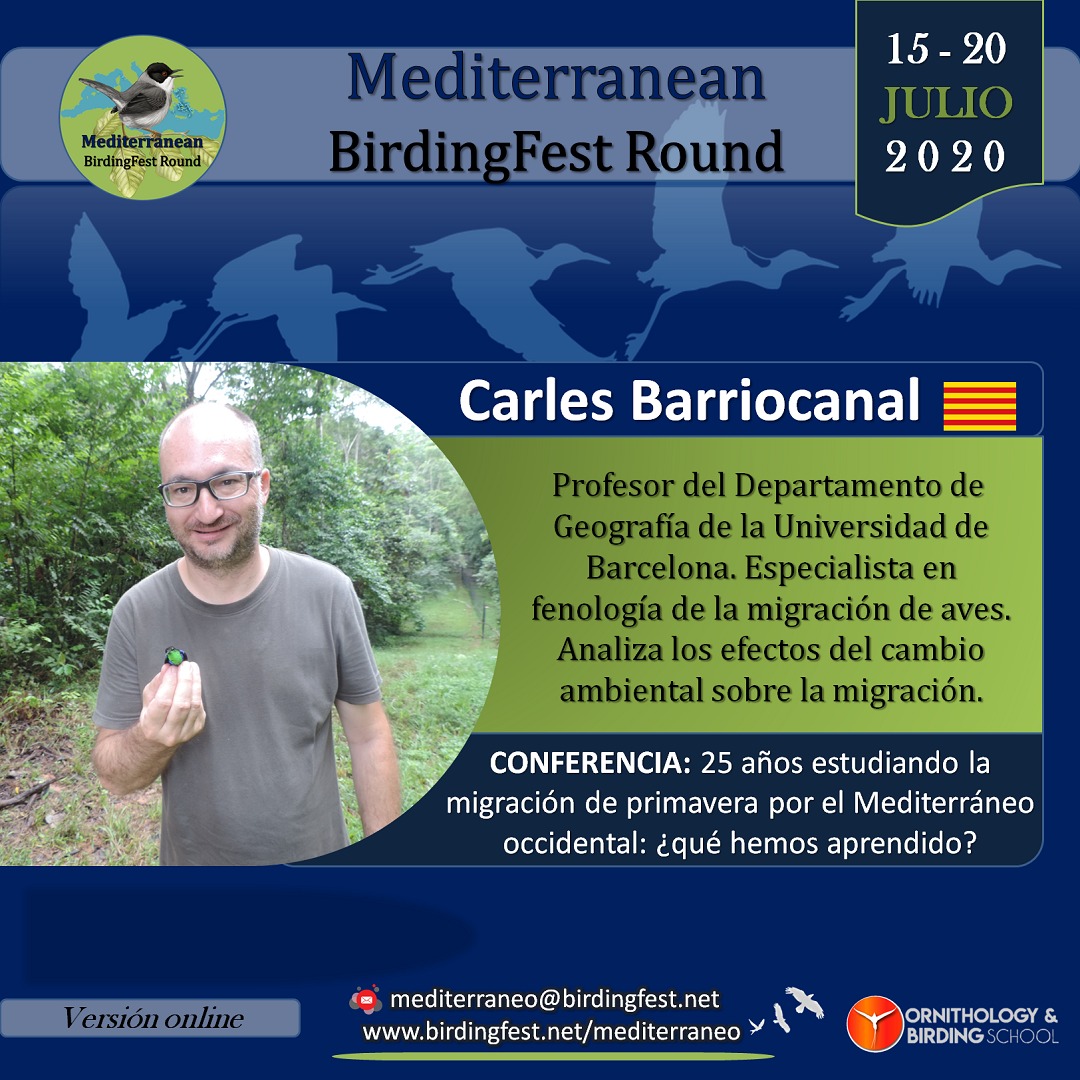 Mediterranean
BirdingFest Round
Mediterranean
BirdingFest Round
15 - 20
JULIO
2020
Carles Barriocanal
Profesor del Departamento de
Geografía de la Universidad de
Barcelona. Especialista en
fenología de la migración de aves.
Analiza los efectos del cambio
ambiental sobre la migración.
CONFERENCIA: 25 años estudiando la
migración de primavera por el Mediterráneo
occidental: ¿qué hemos aprendido?
Versión online
mediterraneo@birdingfest.net
www.birdingfest.net/mediterraneo
ORNITHOLOGY &
BIRDING SCHOOL